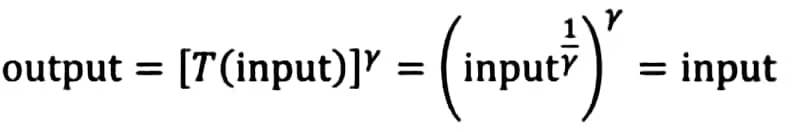 output = [T(input)]^γ = (input^{1/γ})^γ = input